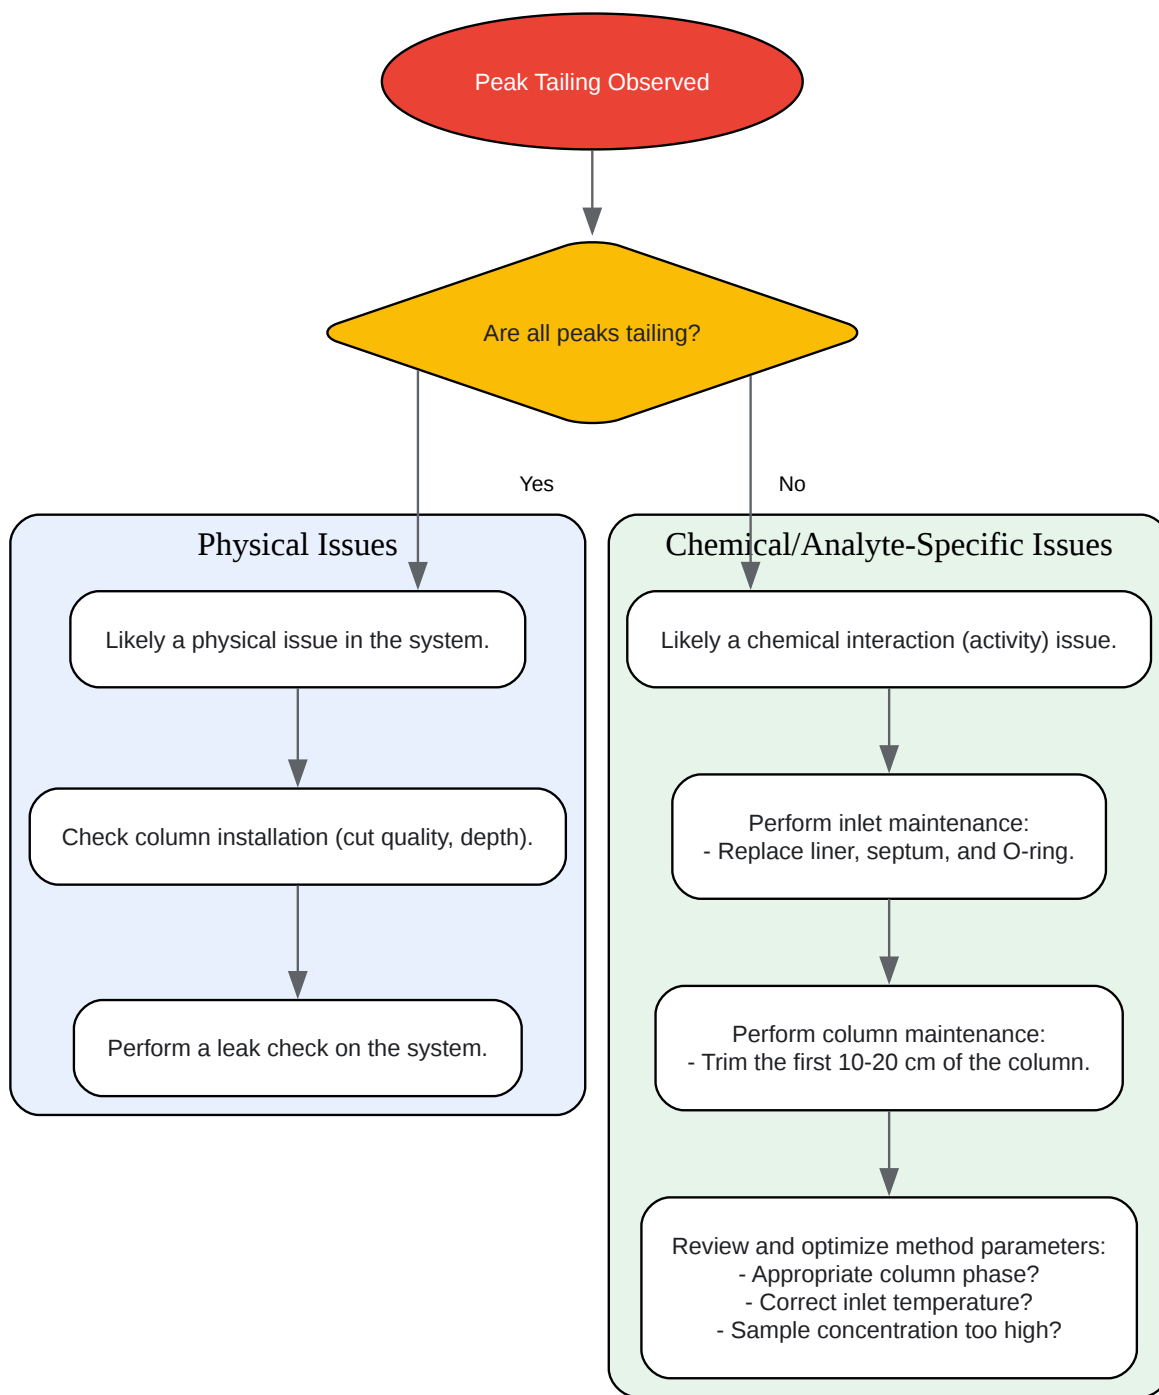 Peak Tailing Observed
Are all peaks tailing?
Yes
No
Physical Issues
Likely a physical issue in the system.
Check column installation (cut quality, depth).
Perform a leak check on the system.
Chemical/Analyte-Specific Issues
Likely a chemical interaction (activity) issue.
Perform inlet maintenance:
- Replace liner, septum, and O-ring.
Perform column maintenance:
- Trim the first 10-20 cm of the column.
Review and optimize method parameters:
- Appropriate column phase?
- Correct inlet temperature?
- Sample concentration too high?